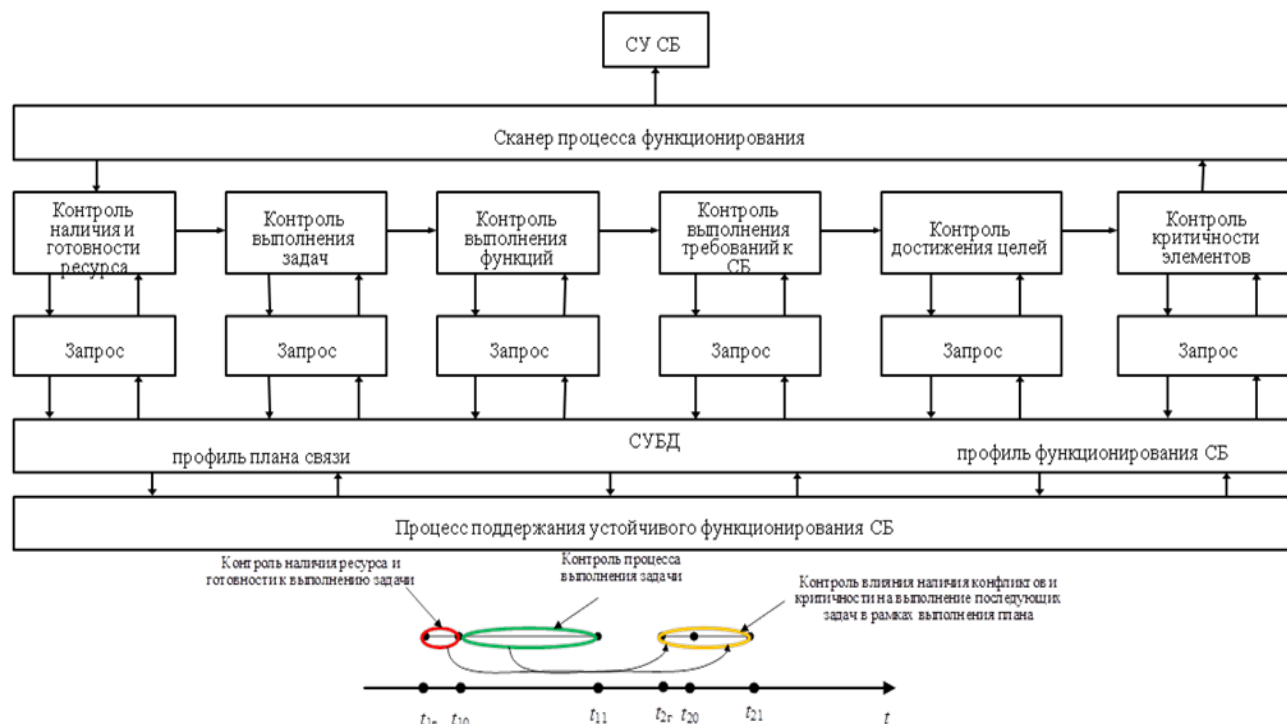 СУ СБ
Сканер процесса функционирования
Контроль
наличия и
готовности
ресурса
Контроль
выполнения
задач
Контроль
выполнения
функций
Контроль
выполнения
требований к
СБ
Контроль
достижения целей
Контроль
критичности
элементов
Запрос
Запрос
Запрос
Запрос
Запрос
Запрос
СУБД
профиль плана связи
профиль функционирования СБ
Процесс поддержания устойчивого функционирования СБ
Контроль наличия ресурса и
готовности к выполнению задачи
Контроль процесса
выполнения задачи
Контроль влияния наличия конфликтов и
критичности на выполнение последующих
задач в рамках выполнения плана
t10 t11 t2г t20 t21 t